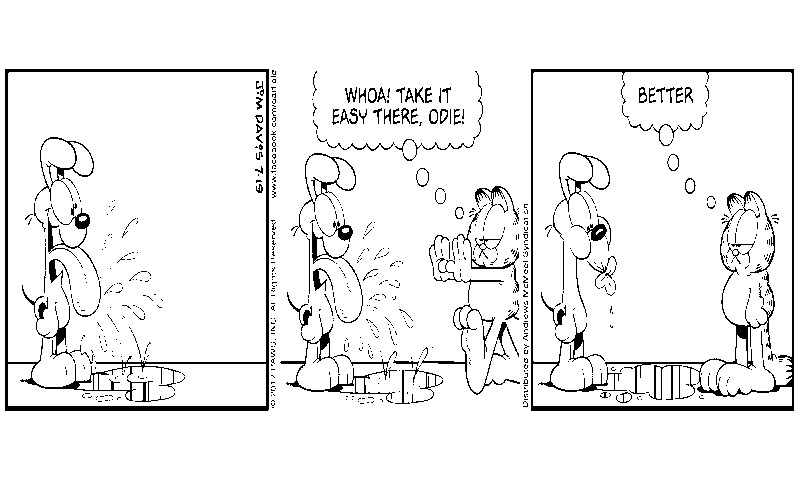 JIM DAVIS 7-19
www.facebook.com/garfield
© 2017 PAWS, INC. All Rights Reserved.
WHOA! TAKE IT
EASY THERE, ODIE!
Distributed by Andrews McMeel Syndication
BETTER